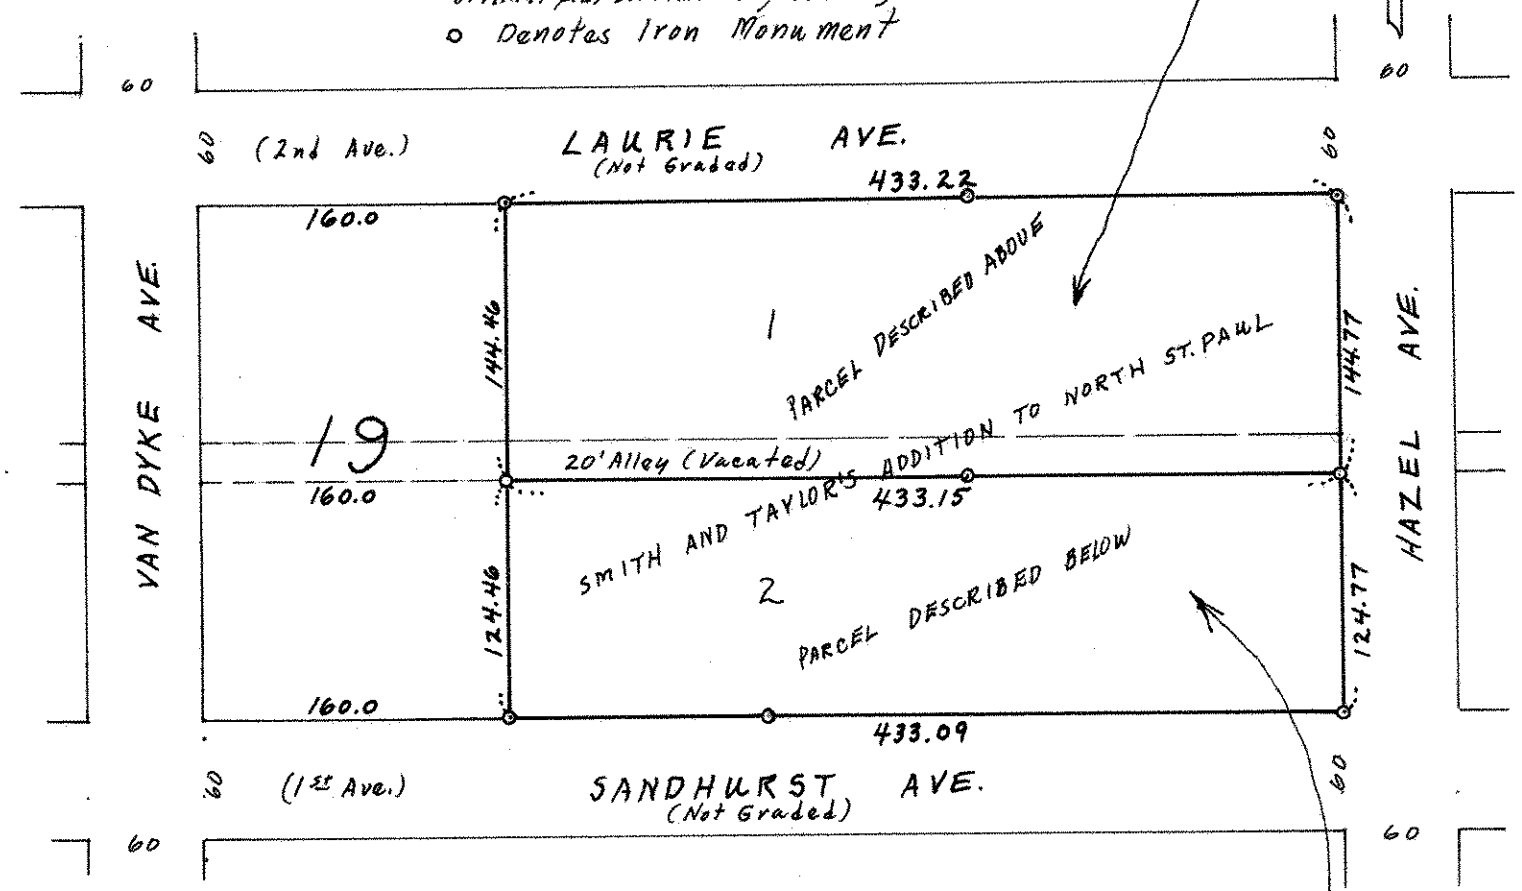 o Denotes Iron Monument
60
60
60
(2nd Ave.)
LAURIE AVE.
(Not Graded)
60
433.22
160.0
VAN DYKE AVE.
144.46
1
PARCEL DESCRIBED ABOVE
144.77
HAZEL AVE.
19
20' Alley (Vacated)
SMITH AND TAYLOR'S ADDITION TO NORTH ST. PAUL
160.0
433.15
124.46
2
PARCEL DESCRIBED BELOW
124.77
160.0
433.09
60
(1st Ave.)
SANDHURST AVE.
(Not Graded)
60
60
60